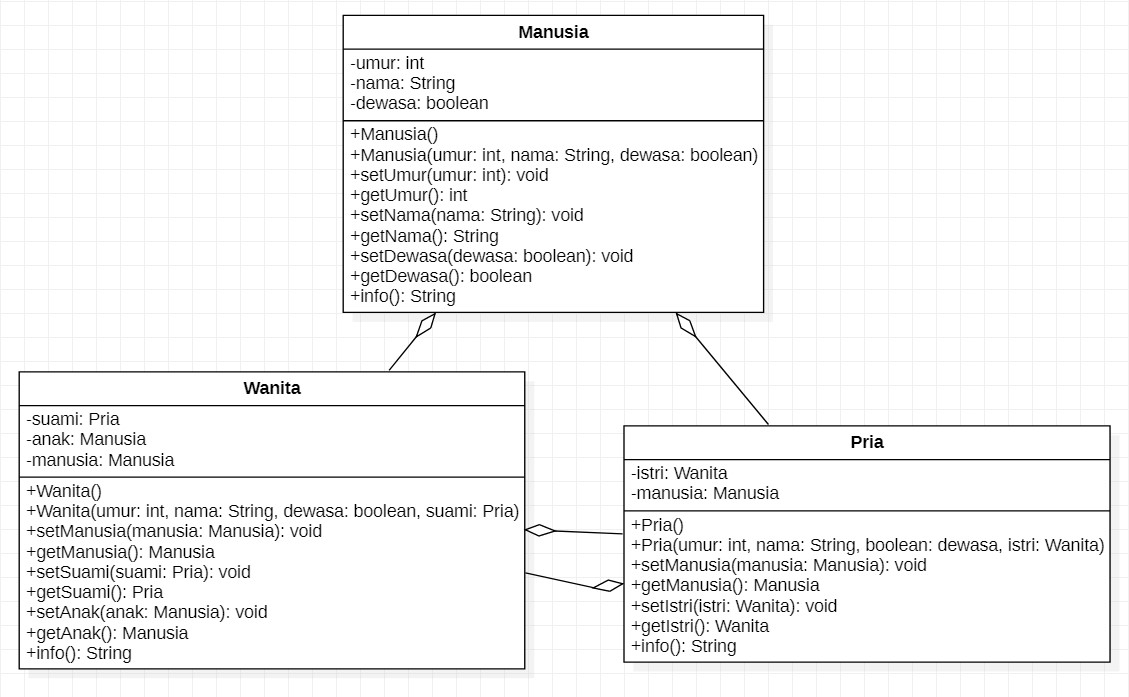 Manusia
-umur: int
-nama: String
-dewasa: boolean
+Manusia()
+Manusia(umur: int, nama: String, dewasa: boolean)
+setUmur(umur: int): void
+getUmur(): int
+setNama(nama: String): void
+getNama(): String
+setDewasa(dewasa: boolean): void
+getDewasa(): boolean
+info(): String
Wanita
-suami: Pria
-anak: Manusia
-manusia: Manusia
+Wanita()
+Wanita(umur: int, nama: String, dewasa: boolean, suami: Pria)
+setManusia(manusia: Manusia): void
+getManusia(): Manusia
+setSuami(suami: Pria): void
+getSuami(): Pria
+setAnak(anak: Manusia): void
+getAnak(): Manusia
+info(): String
Pria
-istri: Wanita
-manusia: Manusia
+Pria()
+Pria(umur: int, nama: String, boolean: dewasa, istri: Wanita)
+setManusia(manusia: Manusia): void
+getManusia(): Manusia
+setIstri(istri: Wanita): void
+getIstri(): Wanita
+info(): String